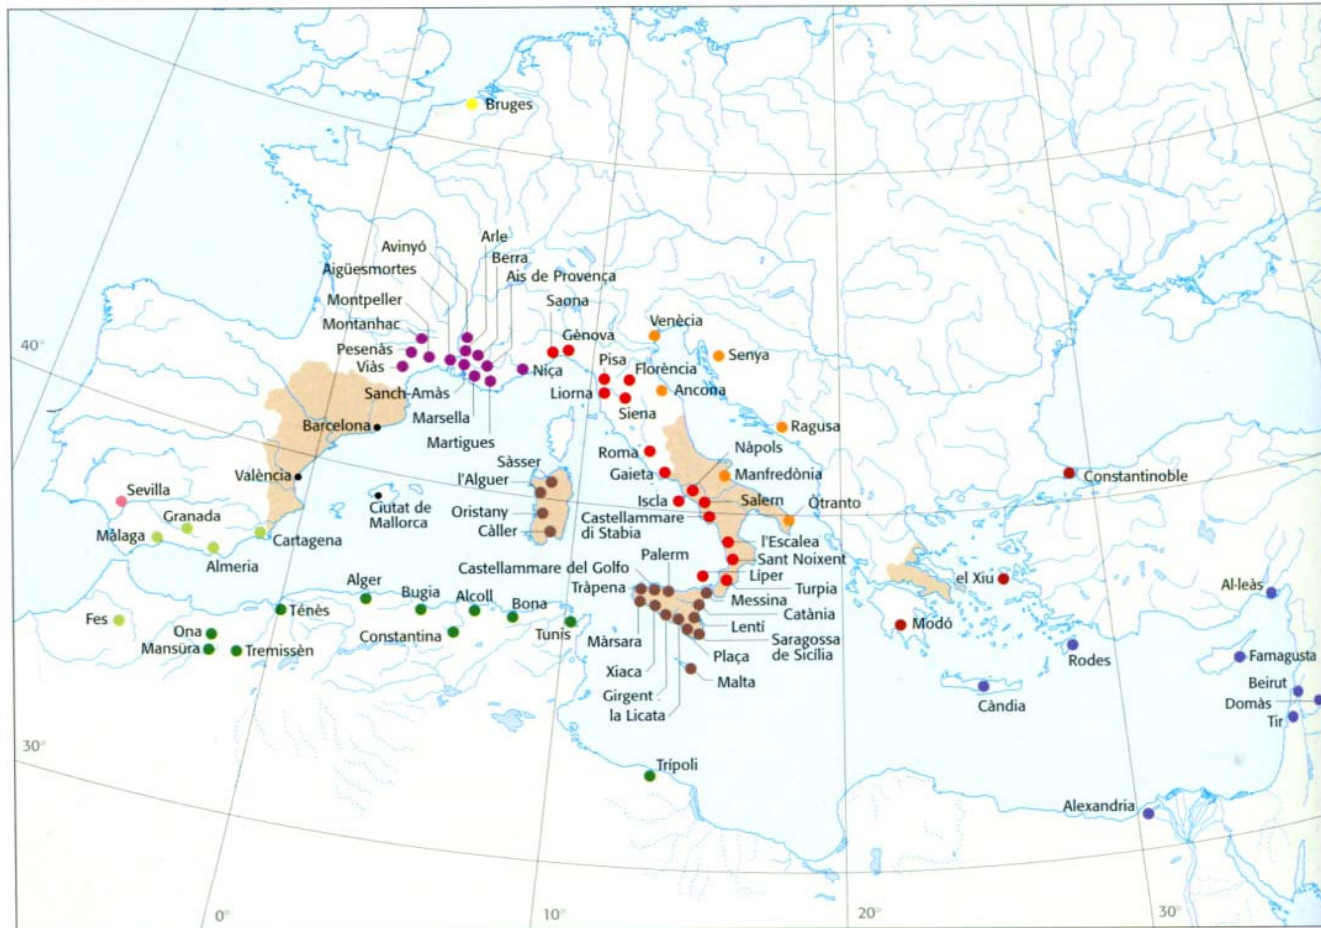 Bruges
Arle
Avinyó
Berra
Aigüesmortes
Ais de Provença
Montpeller
Saona
Montanhac
Gènova
Venècia
Pesenàs
Pisa
Senya
Viàs
Niça
Florència
Sanch-Amàs
Liorna
Ancona
Marsella
Siena
Martigues
40°
Barcelona
Ragusa
Roma
Nàpols
Sàsser
Gaieta
Manfredònia
l'Alguer
València
Constantinoble
Sevilla
Iscla
Salern
Òtranto
Ciutat de
Mallorca
Granada
Oristany
Castellammare
di Stabia
Màlaga
Càller
Cartagena
l'Escalea
Almeria
Palerm
Sant Noixent
Castellammare del Golfo
Líper
el Xiu
Alger
Tràpena
Turpia
Al·leàs
Bugia
Alcoll
Messina
Ténès
Bona
Catània
Fes
Ona
Constantina
Tunis
Màrsara
Lentí
Modó
Mansüra
Tremissèn
Saragossa
de Sicília
Xiaca
Plaça
Rodes
Famagusta
Girgent
Malta
Beirut
la Licata
Càndia
Domàs
Tir
30°
Trípoli
Alexandria
0°
10°
20°
30°